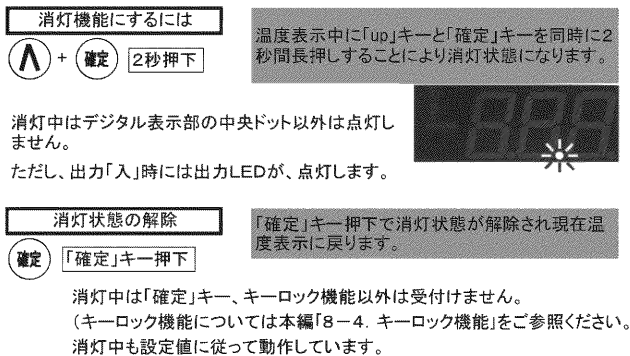 消灯機能にするには
温度表示中に「up」キーと「確定」キーを同時に2
秒間長押しすることにより消灯状態になります。
∧ + 確定 2秒押下
消灯中はデジタル表示部の中央ドット以外は点灯し
ません。
ただし、出力「入」時には出力LEDが、点灯します。
888
消灯状態の解除
「確定」キー押下で消灯状態が解除され現在温
度表示に戻ります。
確定 「確定」キー押下
消灯中は「確定」キー、キーロック機能以外は受付けません。
(キーロック機能については本編「8－4．キーロック機能」をご参照ください。
消灯中も設定値に従って動作しています。